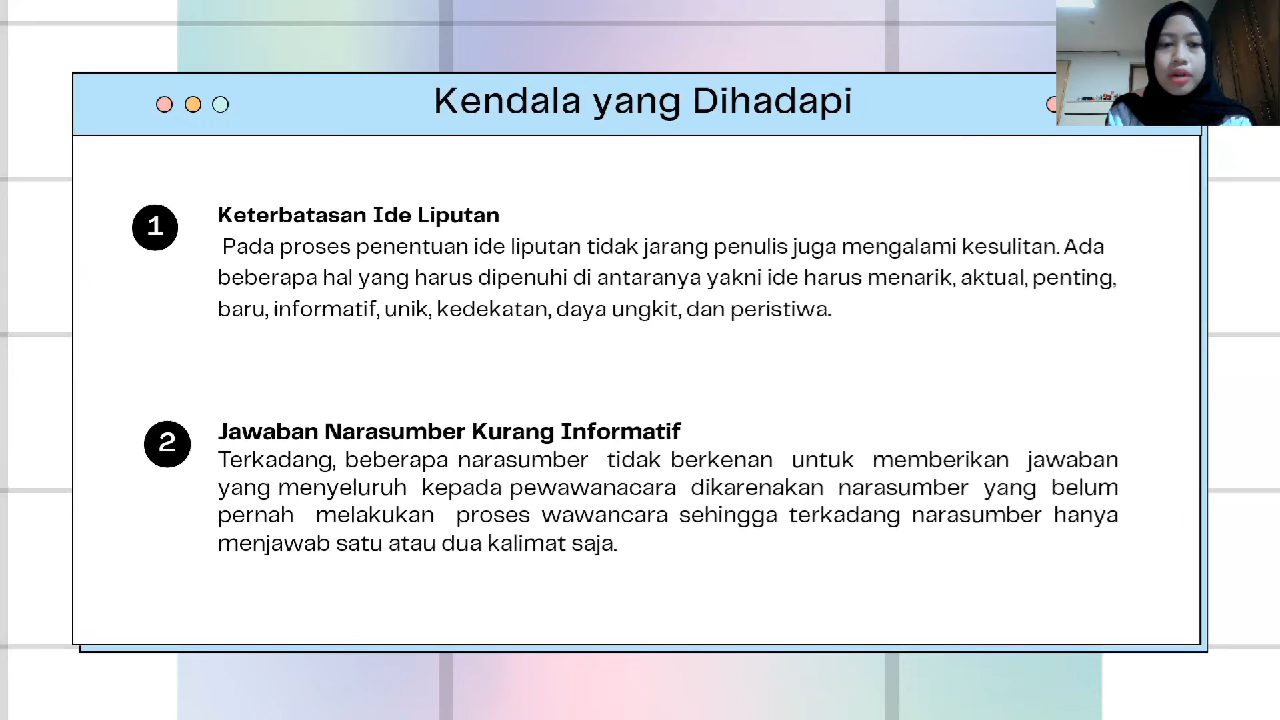 Kendala yang Dihadapi
1
Keterbatasan Ide Liputan
Pada proses penentuan ide liputan tidak jarang penulis juga mengalami kesulitan. Ada
beberapa hal yang harus dipenuhi di antaranya yakni ide harus menarik, aktual, penting,
baru, informatif, unik, kedekatan, daya ungkit, dan peristiwa.
2
Jawaban Narasumber Kurang Informatif
Terkadang, beberapa narasumber tidak berkenan untuk memberikan jawaban
yang menyeluruh kepada pewawanacara dikarenakan narasumber yang belum
pernah melakukan proses wawancara sehingga terkadang narasumber hanya
menjawab satu atau dua kalimat saja.